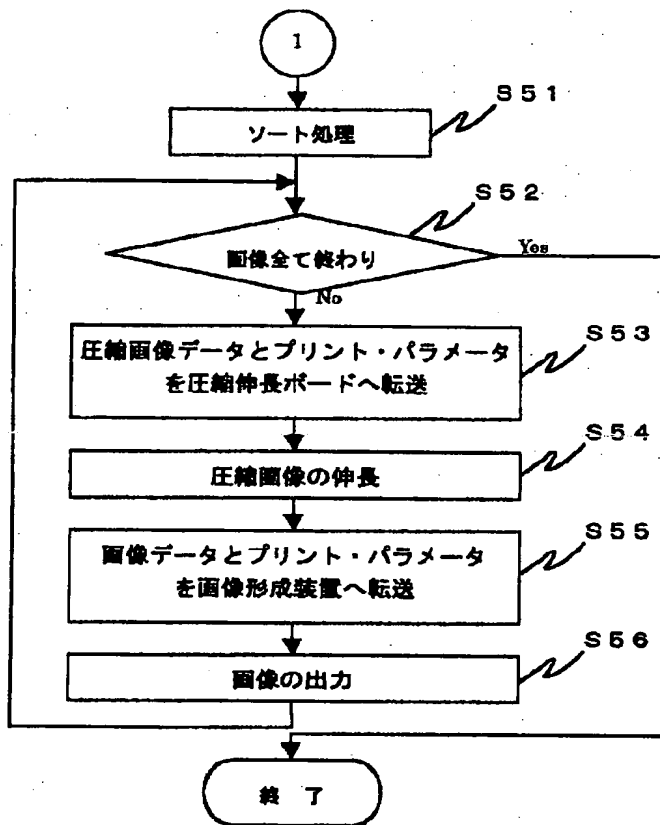 1
S51
ソート処理
S52
画像全て終わり
Yes
No
S53
圧縮画像データとプリント・パラメータ
を圧縮伸長ボードへ転送
S54
圧縮画像の伸長
S55
画像データとプリント・パラメータ
を画像形成装置へ転送
S56
画像の出力
終 了